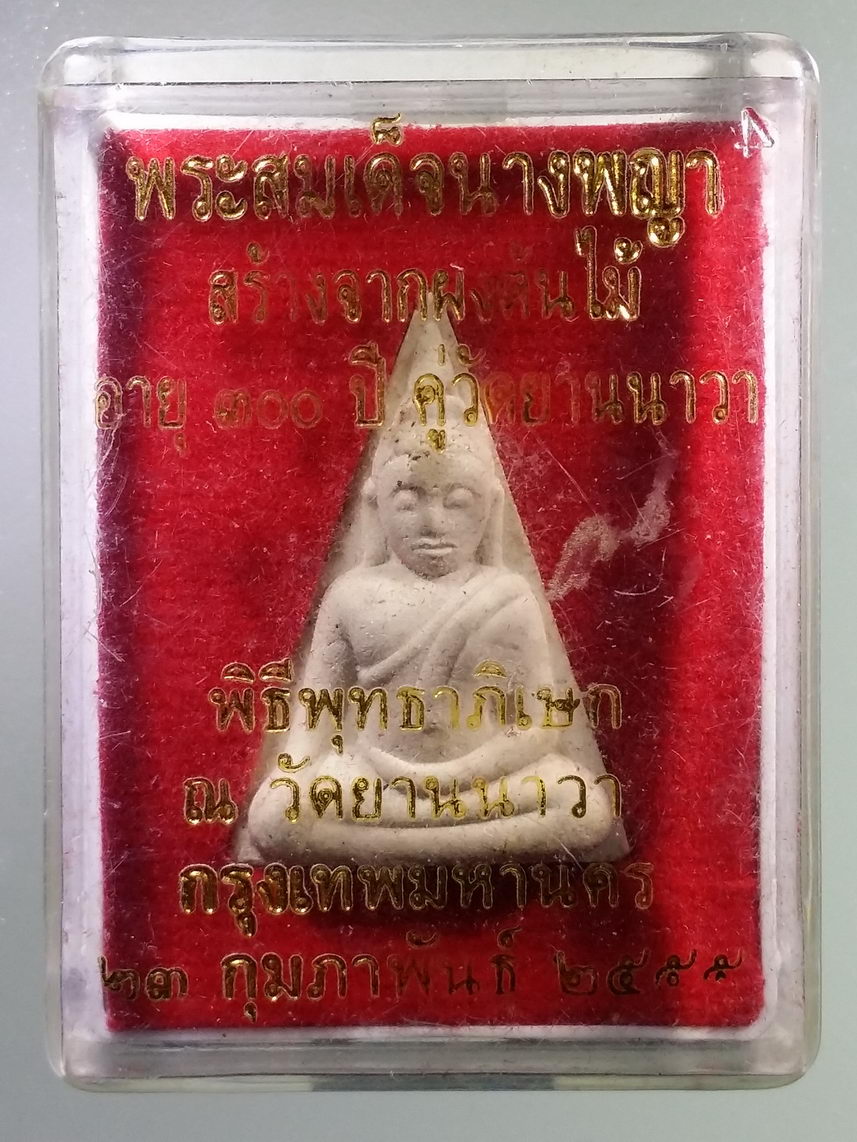 พระสมเด็จนางพญา
สร้างจากผงต้นไม้
อายุ ๓๐๐ ปี คู่วัดยานนาวา
พิธีพุทธาภิเษก
ณ วัดยานนาวา
กรุงเทพมหานคร
๒๓ กุมภาพันธ์ ๒๕๕๕